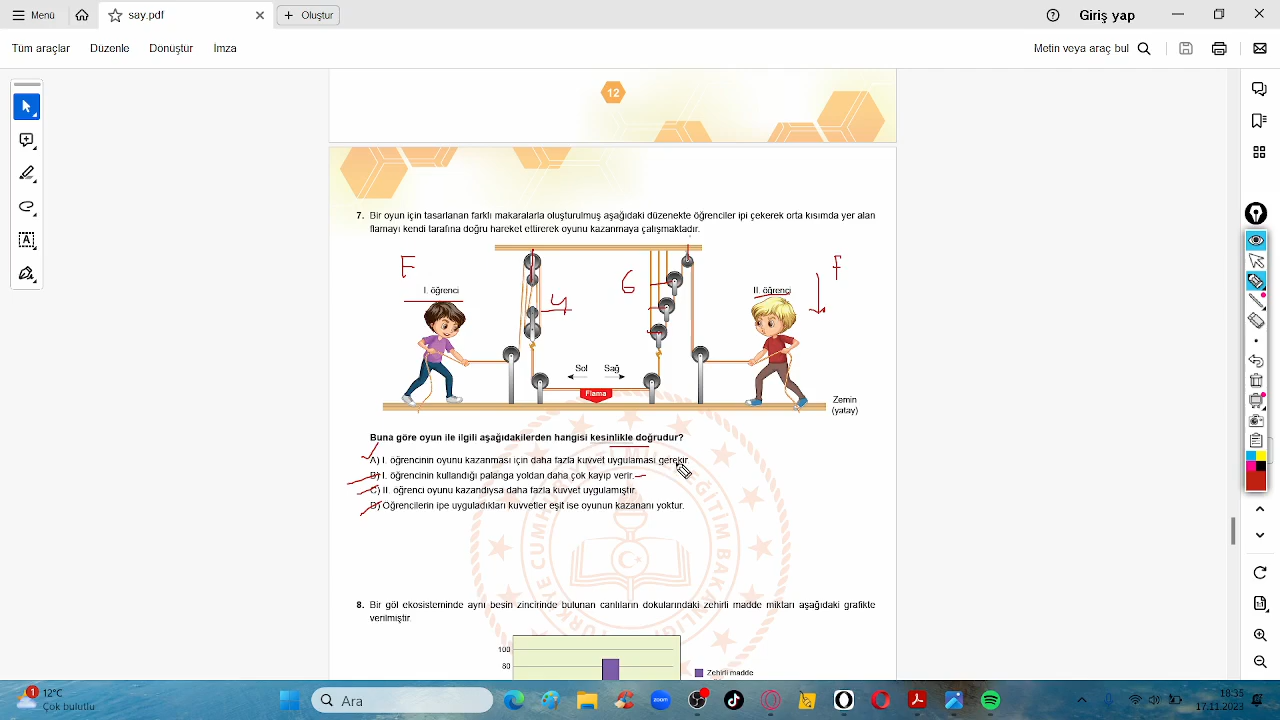 Menü
say.pdf
Oluştur
Giriş yap
Tüm araçlar Düzenle Dönüştür İmza
Metin veya araç bul
12
7. Bir oyun için tasarlanan farklı makaralarla oluşturulmuş aşağıdaki düzenekte öğrenciler ipi çekerek orta kısımda yer alan
flamayı kendi tarafına doğru hareket ettirerek oyunu kazanmaya çalışmaktadır.
F
6
F
I. öğrenci
II. öğrenci
4
Sol Sağ
Flama
Zemin
(yatay)
Buna göre oyun ile ilgili aşağıdakilerden hangisi kesinlikle doğrudur?
A) I. öğrencinin oyunu kazanması için daha fazla kuvvet uygulaması gerekir.
B) I. öğrencinin kullandığı palanga yoldan daha çok kayıp verir.
C) II. öğrenci oyunu kazandıysa daha fazla kuvvet uygulamıştır.
D) Öğrencilerin ipe uyguladıkları kuvvetler eşit ise oyunun kazananı yoktur.
8. Bir göl ekosisteminde aynı besin zincirinde bulunan canlıların dokularındaki zehirli madde miktarı aşağıdaki grafikte
verilmiştir.
100
80
Zehirli madde
1
12°C
Çok bulutlu
Ara
zoom
18:35
17.11.2023